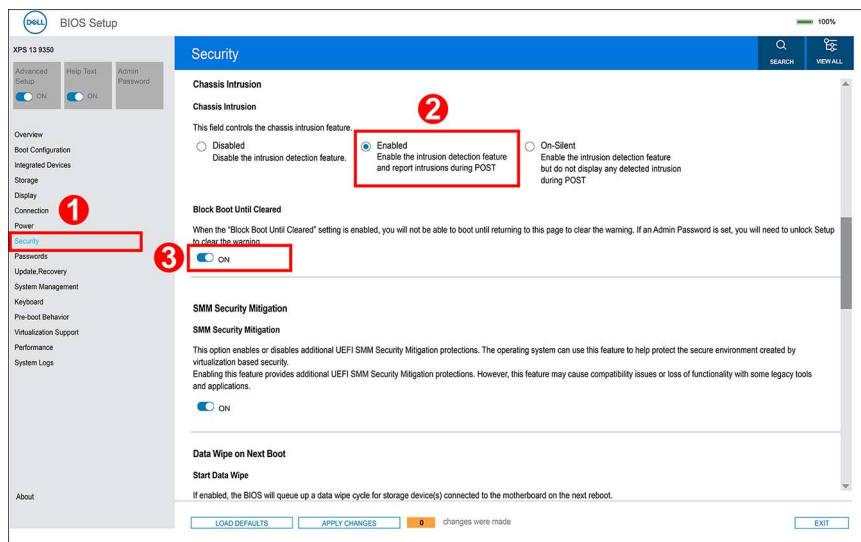 DELL
BIOS Setup
100%
XPS 13 9350
Advanced Setup
ON
Help Text
ON
Admin Password
Overview
Boot Configuration
Integrated Devices
Storage
Display
Connection
Power
Security
Passwords
Update,Recovery
System Management
Keyboard
Pre-boot Behavior
Virtualization Support
Performance
System Logs
About
1
Security
SEARCH
VIEW ALL
Chassis Intrusion
Chassis Intrusion
This field controls the chassis intrusion feature.
2
Disabled
Disable the intrusion detection feature.
Enabled
Enable the intrusion detection feature
and report intrusions during POST
On-Silent
Enable the intrusion detection feature
but do not display any detected intrusion
during POST
Block Boot Until Cleared
When the "Block Boot Until Cleared" setting is enabled, you will not be able to boot until returning to this page to clear the warning. If an Admin Password is set, you will need to unlock Setup
to clear the warning.
3
ON
SMM Security Mitigation
SMM Security Mitigation
This option enables or disables additional UEFI SMM Security Mitigation protections. The operating system can use this feature to help protect the secure environment created by
virtualization based security.
Enabling this feature provides additional UEFI SMM Security Mitigation protections. However, this feature may cause compatibility issues or loss of functionality with some legacy tools
and applications.
ON
Data Wipe on Next Boot
Start Data Wipe
If enabled, the BIOS will queue up a data wipe cycle for storage device(s) connected to the motherboard on the next reboot.
LOAD DEFAULTS
APPLY CHANGES
0
changes were made
EXIT